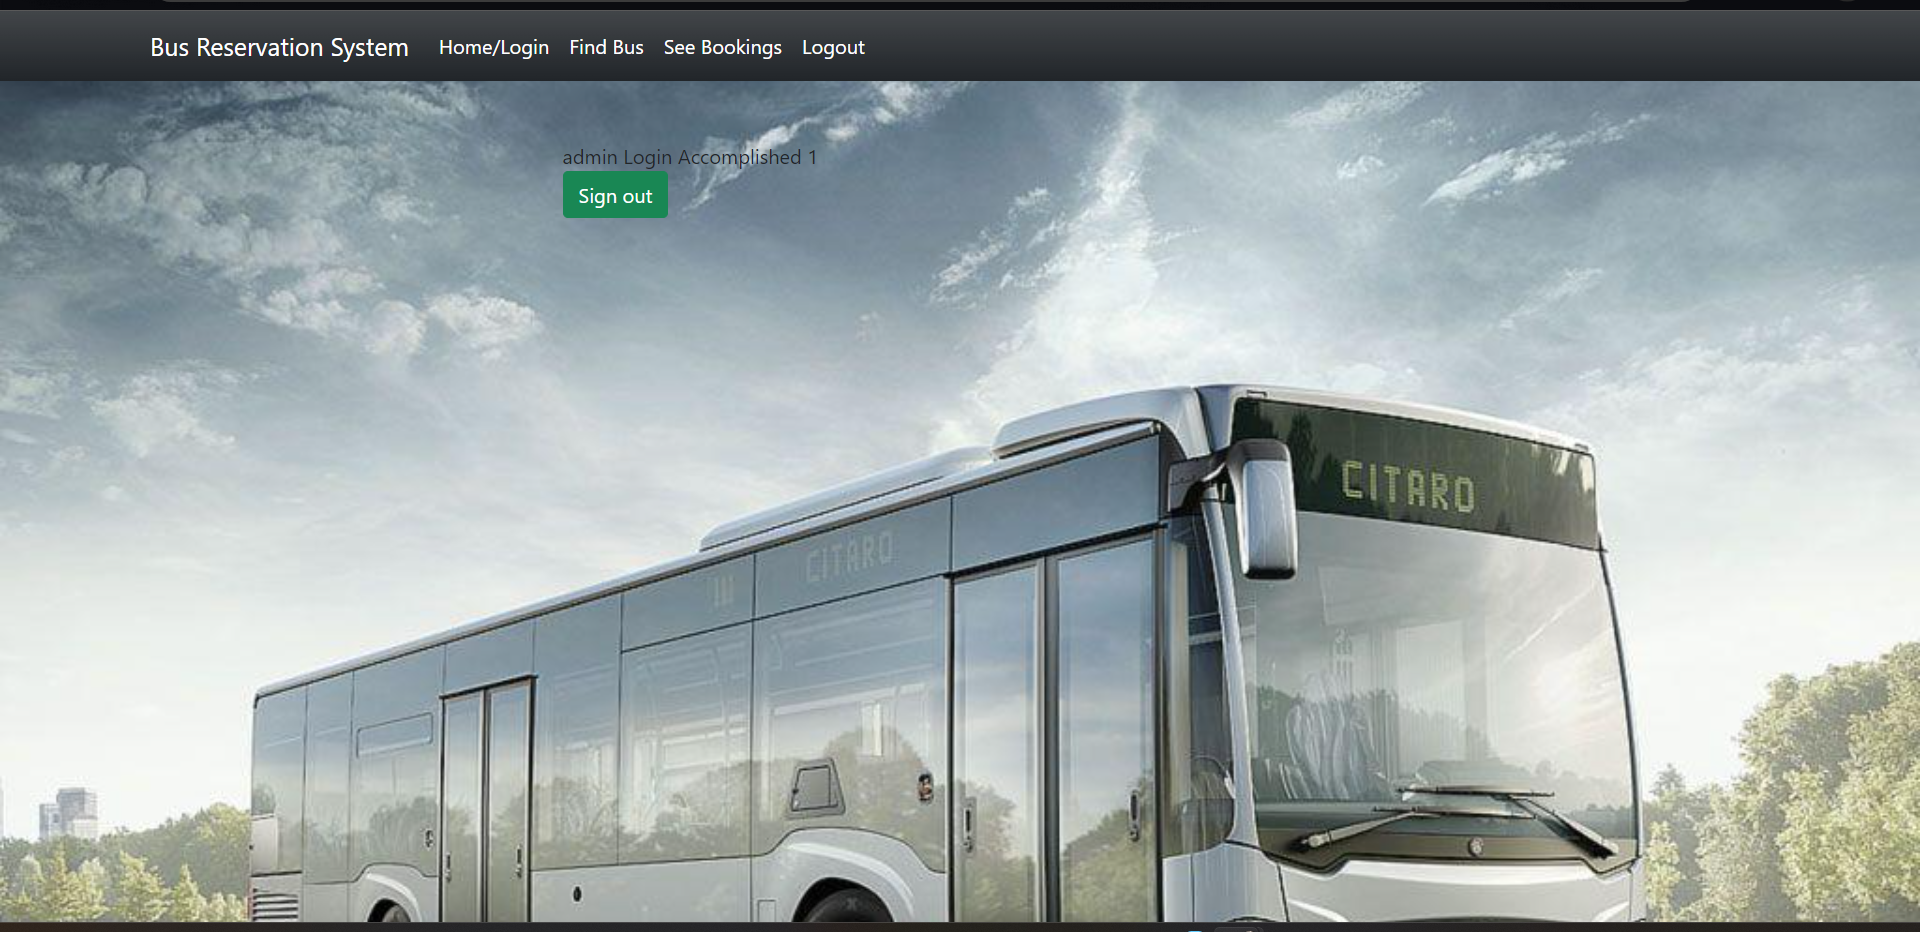 Bus Reservation System Home/Login Find Bus See Bookings Logout
admin Login Accomplished 1
Sign out
CITARO
CITARO